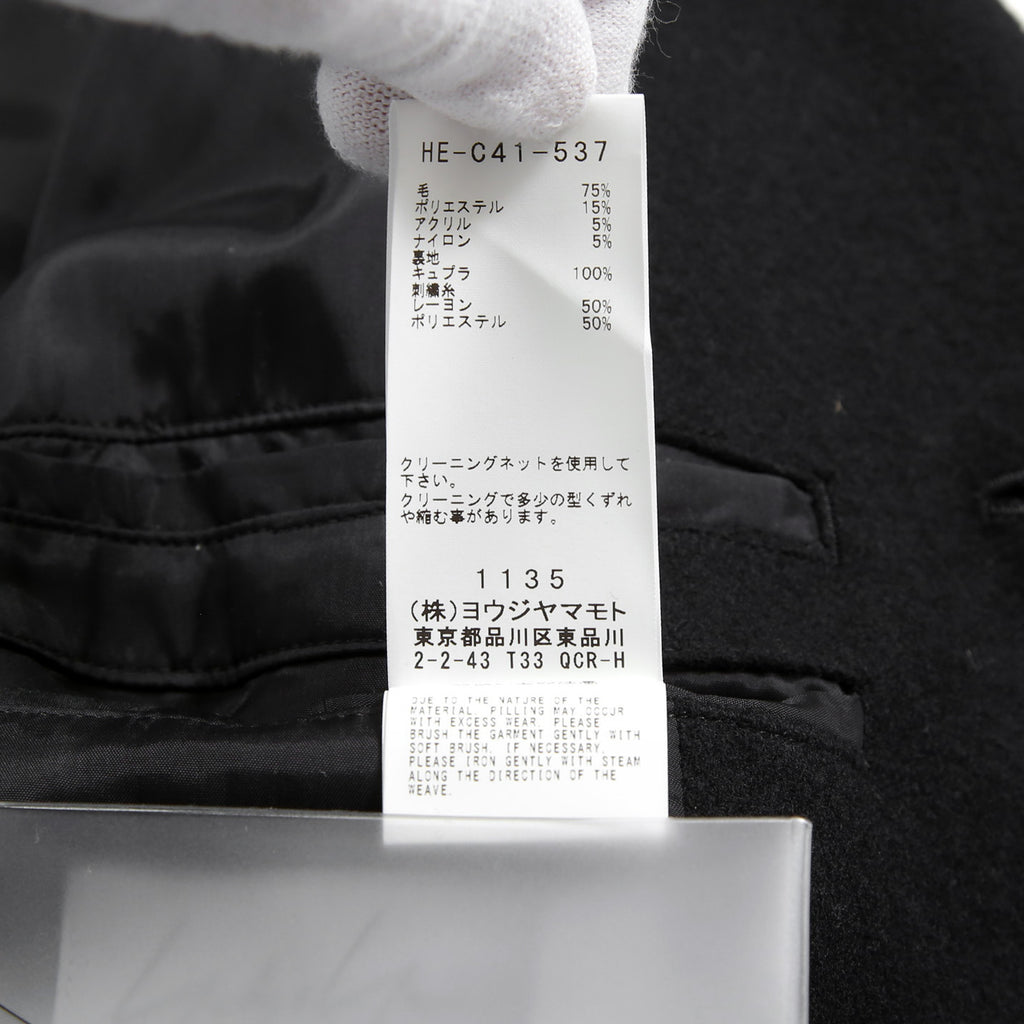 HE-C41-537
毛 75%
ポリエステル 15%
アクリル 5%
ナイロン 5%
裏地
キュプラ 100%
刺繍糸
レーヨン 50%
ポリエステル 50%
クリーニングネットを使用して
下さい。
クリーニングで多少の型くずれ
や縮む事があります。
1135
(株)ヨウジヤマモト
東京都品川区東品川
2-2-43 T33 QCR-H
DUE TO THE NATURE OF THE
MATERIAL, PILLING MAY OCCUR
WITH EXCESS WEAR. PLEASE
BRUSH THE GARMENT GENTLY WITH
SOFT BRUSH. IF NECESSARY,
PLEASE IRON GENTLY WITH STEAM
ALONG THE DIRECTION OF THE
WEAVE.